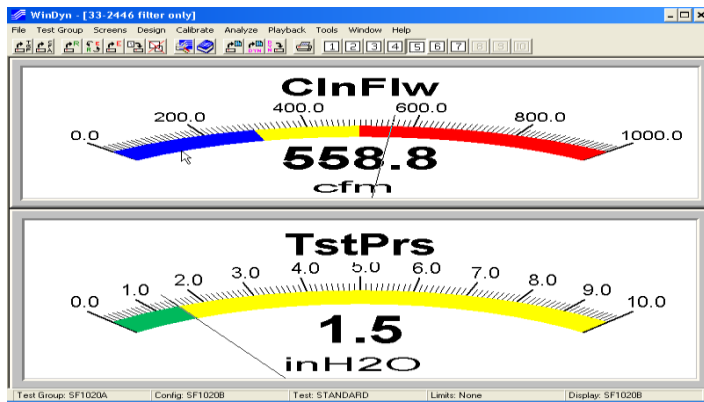 WinDyn - [33-2446 filter only]
File Test Group Screens Design Calibrate Analyze Playback Tools Window Help
1 2 3 4 5 6 7 8 9 10
ClnFlw
0.0 200.0 400.0 600.0 800.0 1000.0
558.8
cfm
TstPrs
0.0 1.0 2.0 3.0 4.0 5.0 6.0 7.0 8.0 9.0 10.0
1.5
inH2O
Test Group: SF1020A Config: SF1020B Test: STANDARD Limits: None Display: SF1020B